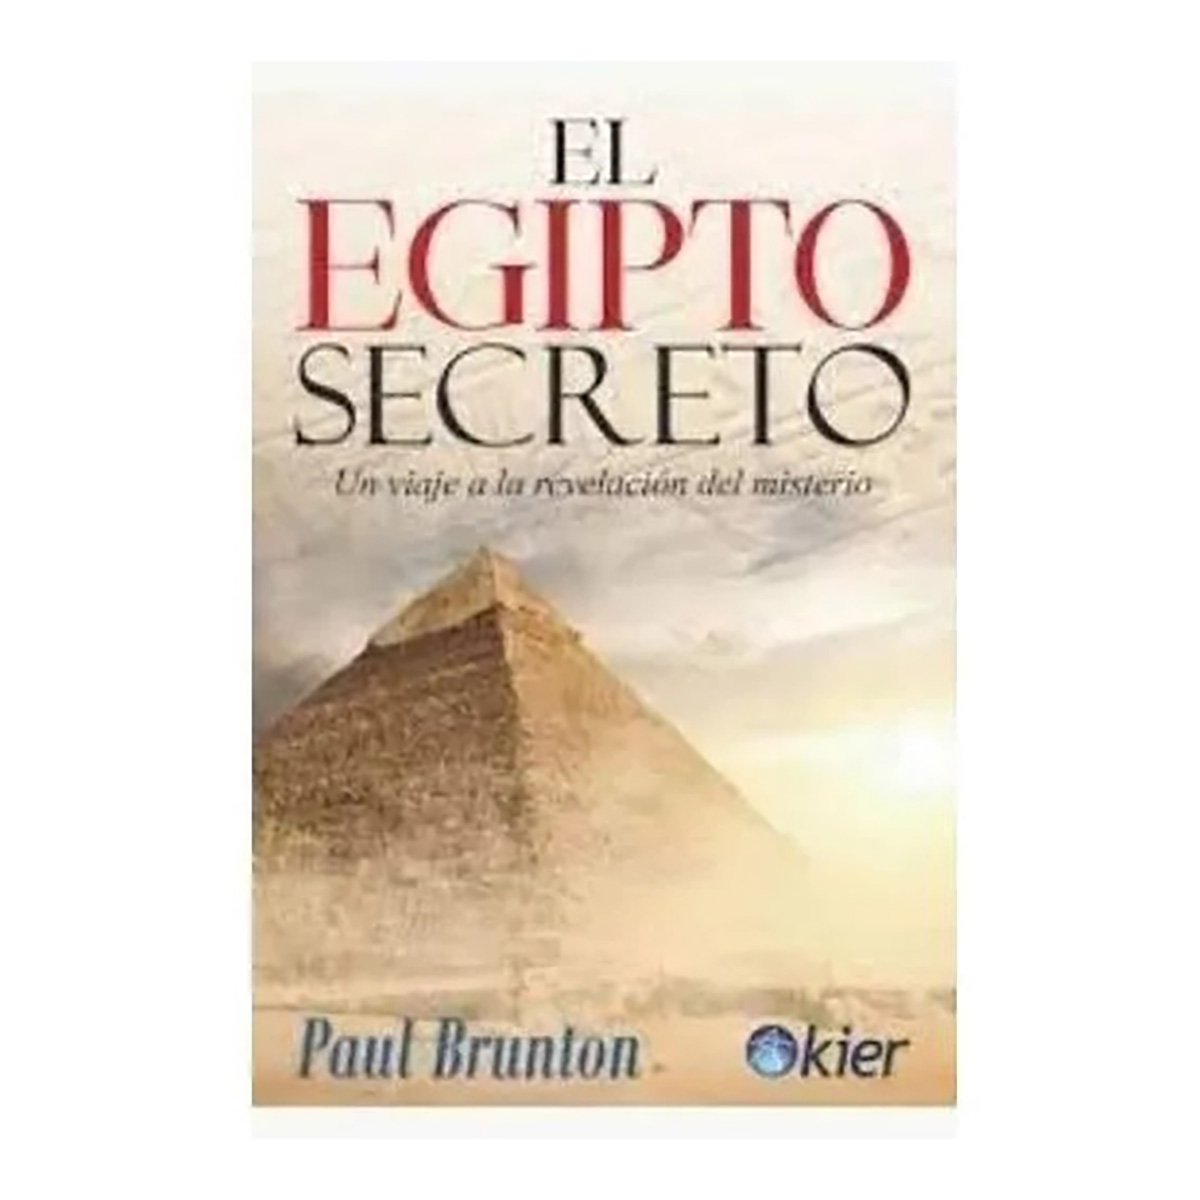 EL
EGIPTO
SECRETO
Un viaje a la revelación del misterio
Paul Brunton
kier